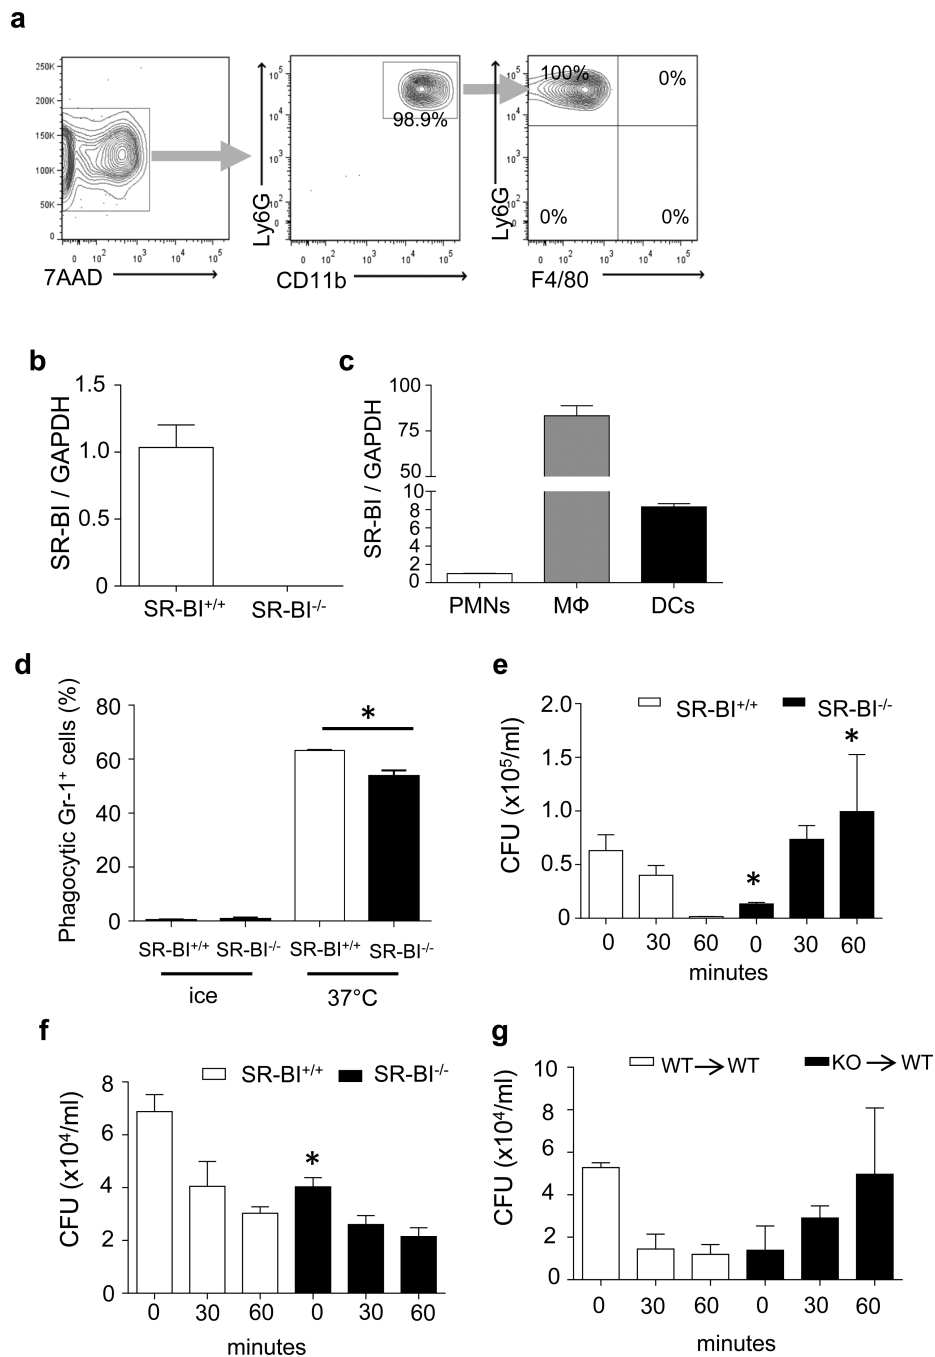 a
250K
200K
150K
100K
50K
0
0 10² 10³ 10⁴ 10⁵
7AAD
10⁵
10⁴
10³
10²
0
Ly6G
98.9%
0 10² 10³ 10⁴ 10⁵
CD11b
10⁵
10⁴
10³
10²
0
Ly6G
100%
0%
0%
0%
0 10² 10³ 10⁴ 10⁵
F4/80
b
SR-BI / GAPDH
1.5
1.0
0.5
0
SR-BI+/+ SR-BI-/-
c
SR-BI / GAPDH
100
75
50
10
8
6
4
2
0
PMNs MΦ DCs
d
Phagocytic Gr-1+ cells (%)
80
60
40
20
0
*
SR-BI+/+ SR-BI-/- SR-BI+/+ SR-BI-/-
ice 37°C
e
CFU (x10⁵/ml)
2.0
1.5
1.0
0.5
0
SR-BI+/+ SR-BI-/-
*
*
0 30 60 0 30 60
minutes
f
SR-BI+/+ SR-BI-/-
CFU (x10⁴/ml)
8
6
4
2
0
*
0 30 60 0 30 60
minutes
g
WT→WT KO→WT
CFU (x10⁴/ml)
10
8
6
4
2
0
0 30 60 0 30 60
minutes